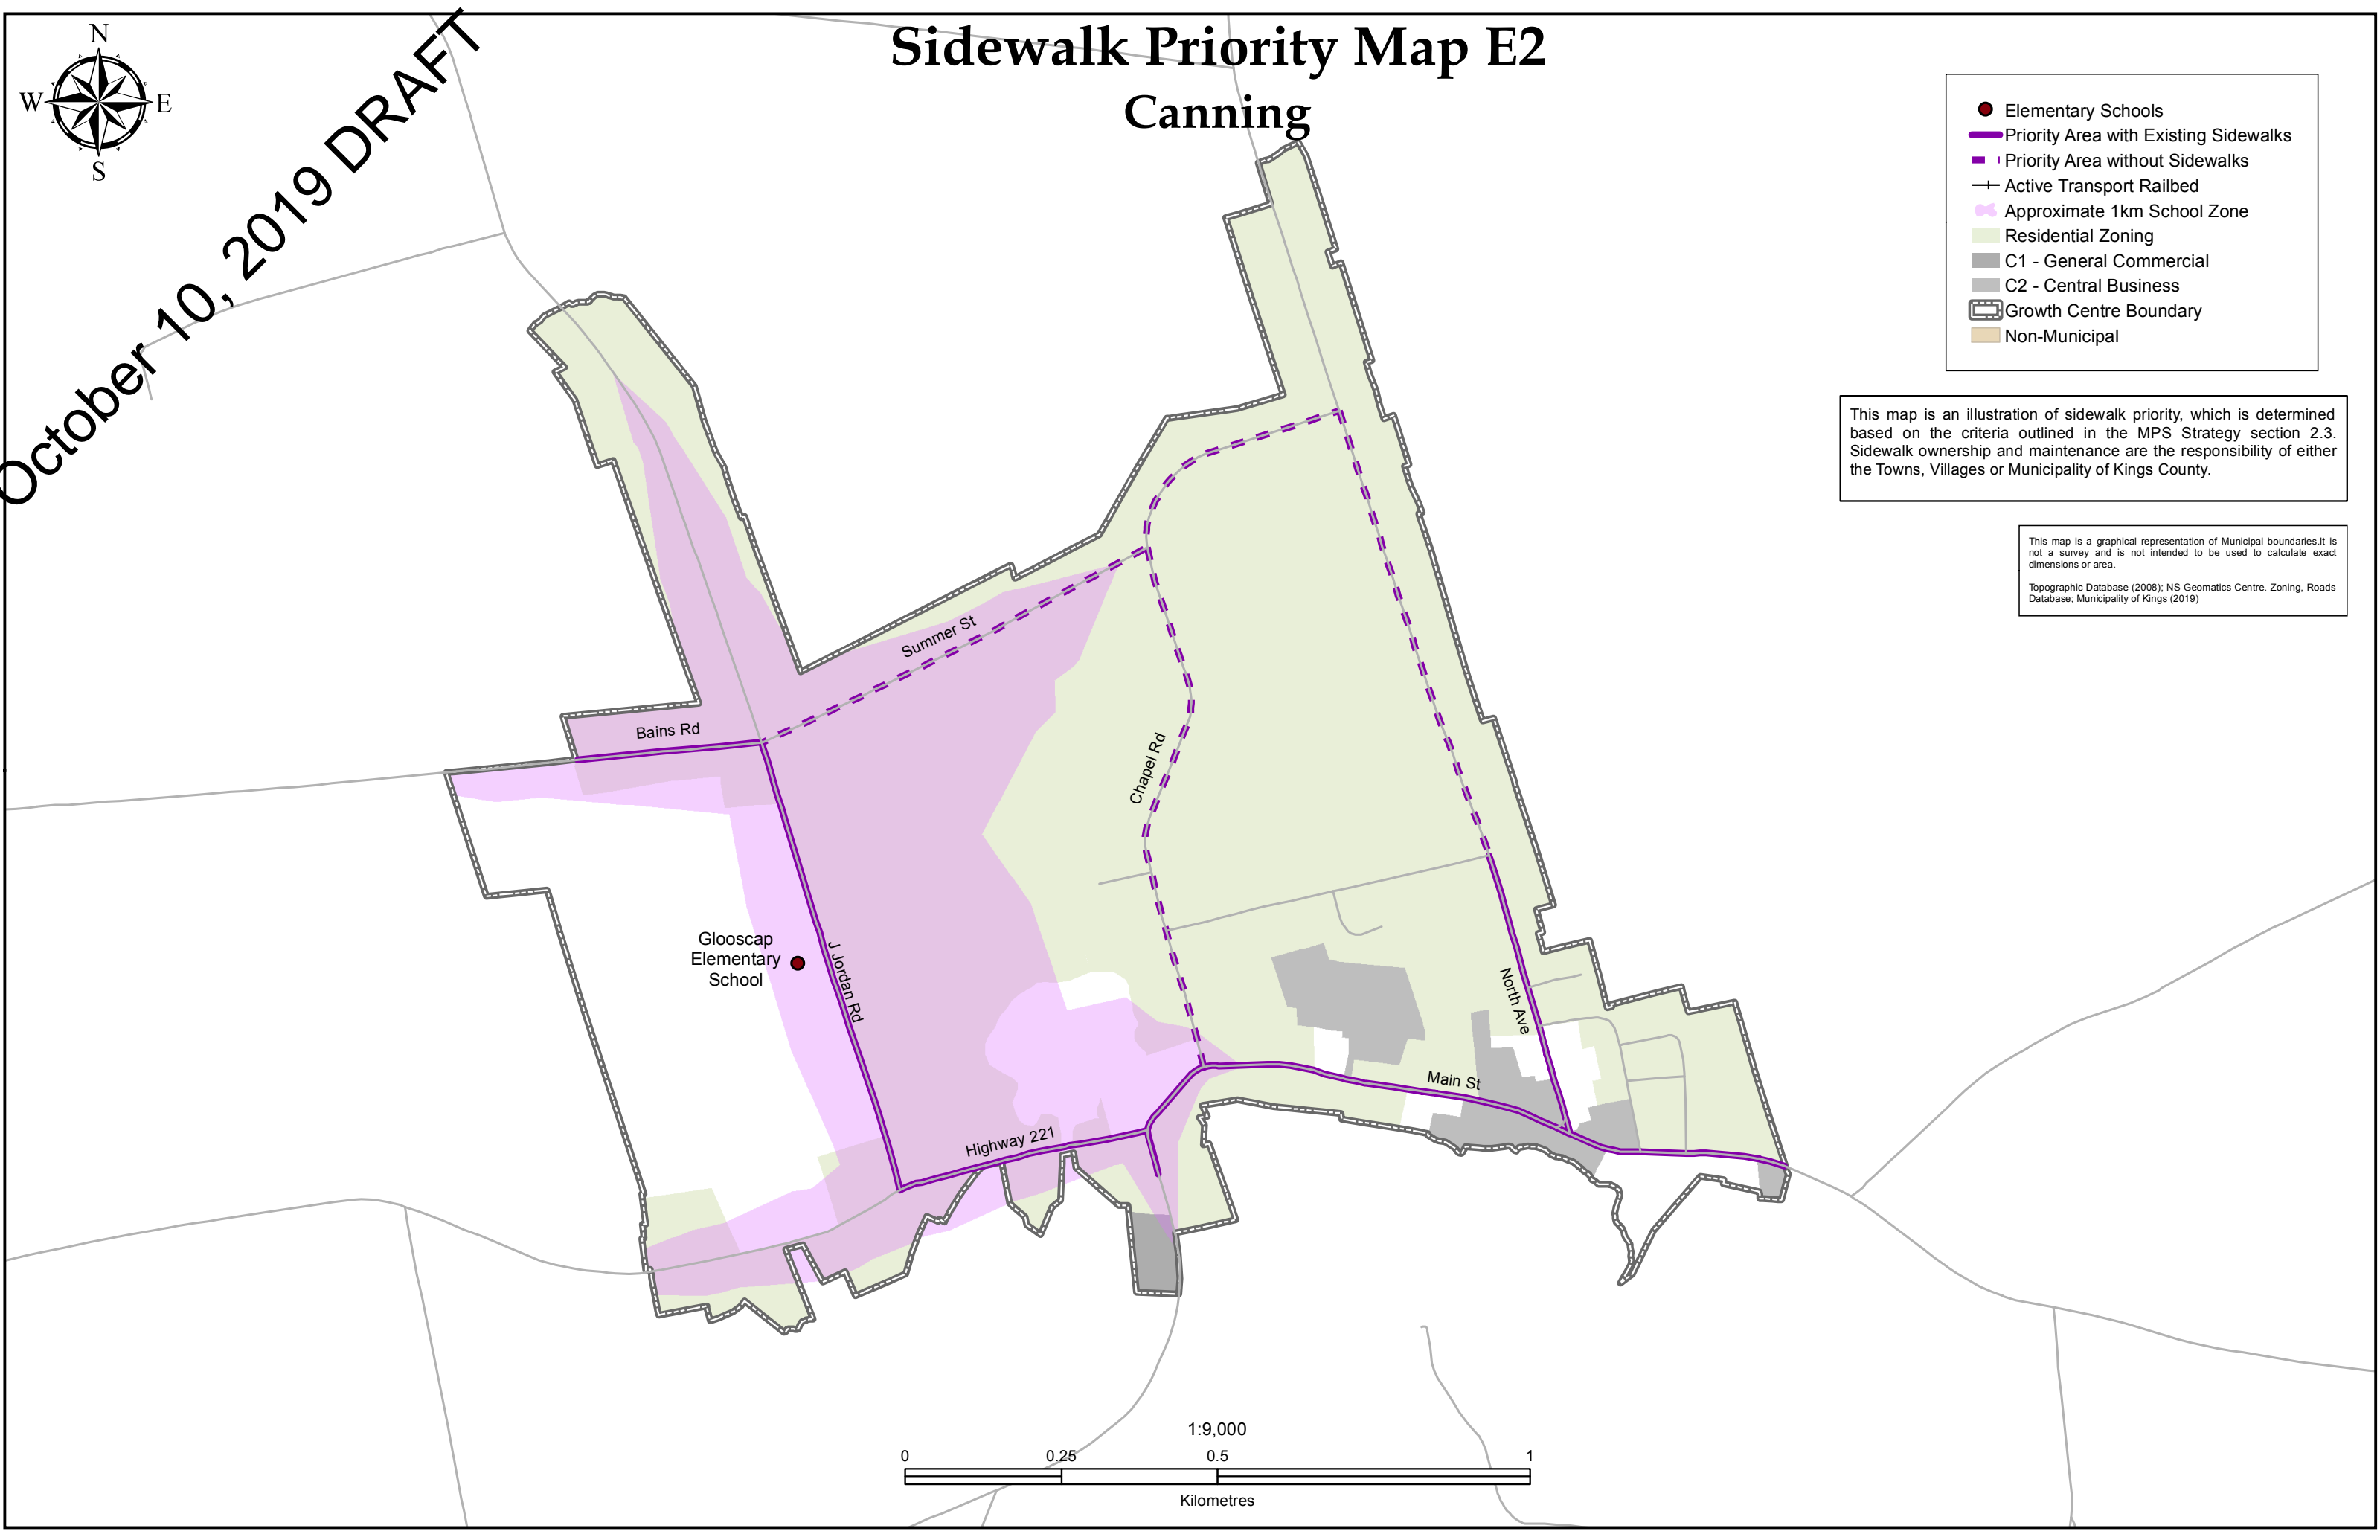 Sidewalk Priority Map E2
Canning
N
W
E
S
October 10, 2019 DRAFT
Elementary Schools
Priority Area with Existing Sidewalks
Priority Area without Sidewalks
Active Transport Railbed
Approximate 1km School Zone
Residential Zoning
C1 - General Commercial
C2 - Central Business
Growth Centre Boundary
Non-Municipal
This map is an illustration of sidewalk priority, which is determined
based on the criteria outlined in the MPS Strategy section 2.3.
Sidewalk ownership and maintenance are the responsibility of either
the Towns, Villages or Municipality of Kings County.
This map is a graphical representation of Municipal boundaries.It is
not a survey and is not intended to be used to calculate exact
dimensions or area.
Topographic Database (2008); NS Geomatics Centre. Zoning, Roads
Database; Municipality of Kings (2019)
Summer St
Bains Rd
Chapel Rd
Glooscap
Elementary
School
J Jordan Rd
North Ave
Main St
Highway 221
1:9,000
0
0.25
0.5
1
Kilometres